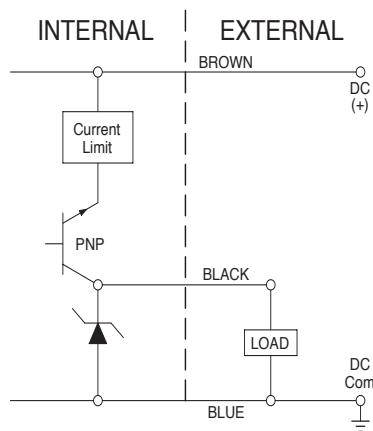 INTERNAL
EXTERNAL
BROWN
DC
(+)
Current
Limit
PNP
BLACK
LOAD
DC
Com
BLUE